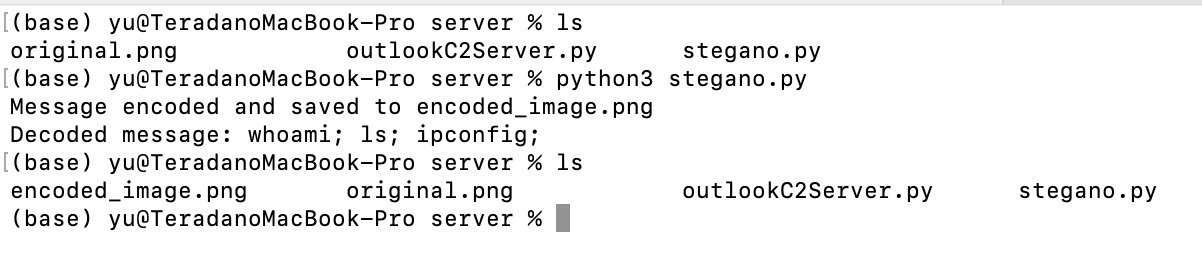 [(base) yu@TeradanoMacBook-Pro server % ls
original.png outlookC2Server.py stegano.py
[(base) yu@TeradanoMacBook-Pro server % python3 stegano.py
Message encoded and saved to encoded_image.png
Decoded message: whoami; ls; ipconfig;
[(base) yu@TeradanoMacBook-Pro server % ls
encoded_image.png original.png outlookC2Server.py stegano.py
(base) yu@TeradanoMacBook-Pro server %